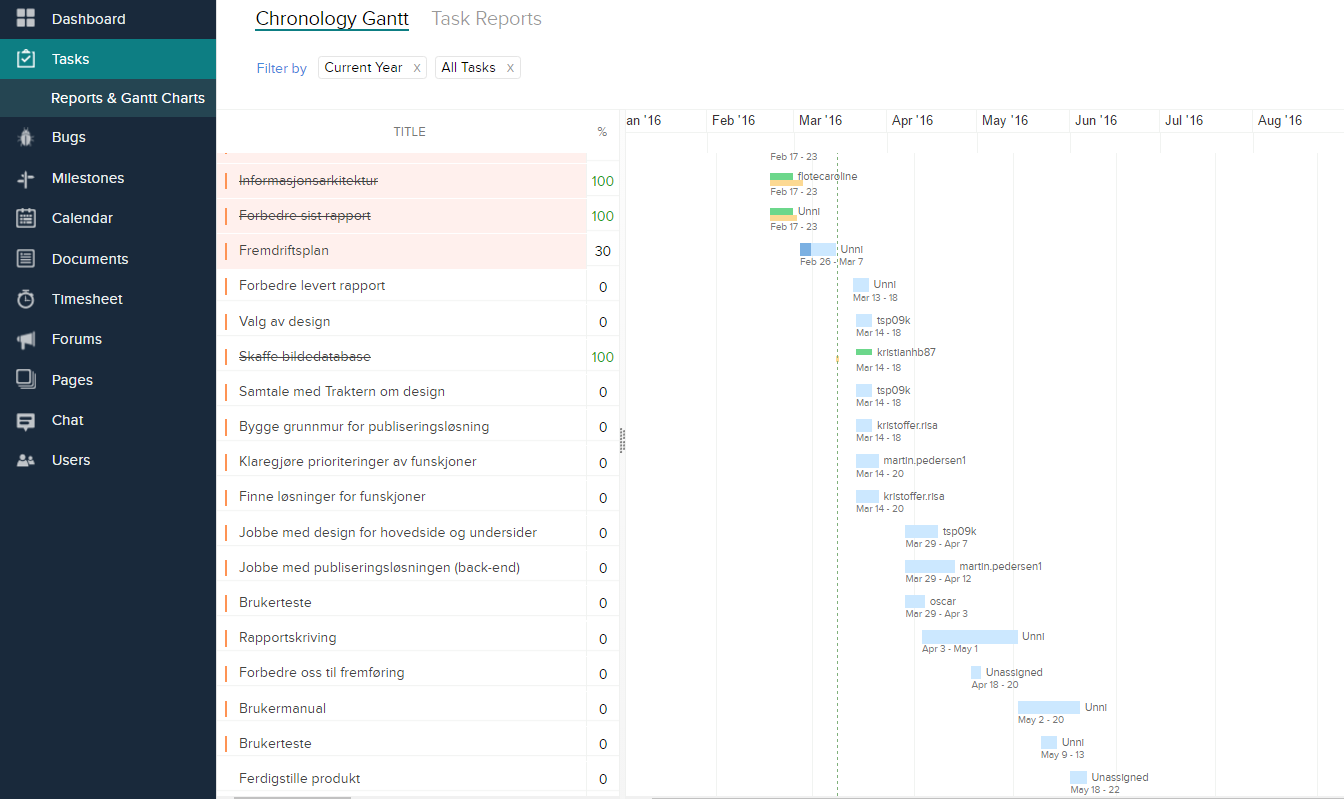 Dashboard
Tasks
Reports & Gantt Charts
Bugs
Milestones
Calendar
Documents
Timesheet
Forums
Pages
Chat
Users
Chronology Gantt Task Reports
Filter by Current Year x All Tasks x
TITLE %
an '16 Feb '16 Mar '16 Apr '16 May '16 Jun '16 Jul '16 Aug '16
Feb 17 - 23
Informasjonsarkitektur 100 flotecaroline
Feb 17 - 23
Forbedre sist rapport 100 Unni
Feb 17 - 23
Fremdriftsplan 30 Unni
Feb 26 - Mar 7
Forbedre levert rapport 0 Unni
Mar 13 - 18
Valg av design 0 tsp09k
Mar 14 - 18
Skaffe bildedatabase 100 kristianhb87
Mar 14 - 18
Samtale med Traktern om design 0 tsp09k
Mar 14 - 18
Bygge grunnmur for publiseringsløsning 0 kristoffer.risa
Mar 14 - 18
Klaregjøre prioriteringer av funskjoner 0 martin.pedersen1
Mar 14 - 20
Finne løsninger for funskjoner 0 kristoffer.risa
Mar 14 - 20
Jobbe med design for hovedside og undersider 0 tsp09k
Mar 29 - Apr 7
Jobbe med publiseringsløsningen (back-end) 0 martin.pedersen1
Mar 29 - Apr 12
Brukerteste 0 oscar
Mar 29 - Apr 3
Rapportskriving 0 Unni
Apr 3 - May 1
Forbedre oss til fremføring 0 Unassigned
Apr 18 - 20
Brukermanual 0 Unni
May 2 - 20
Brukerteste 0 Unni
May 9 - 13
Ferdigstille produkt 0 Unassigned
May 18 - 22